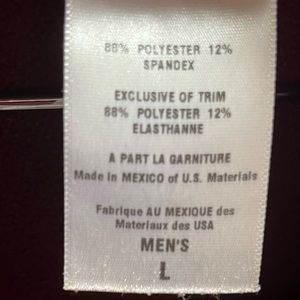 88% POLYESTER 12%
SPANDEX
EXCLUSIVE OF TRIM
88% POLYESTER 12%
ELASTHANNE
A PART LA GARNITURE
Made in MEXICO of U.S. Materials
Fabrique AU MEXIQUE des
Materiaux des USA
MEN'S
L